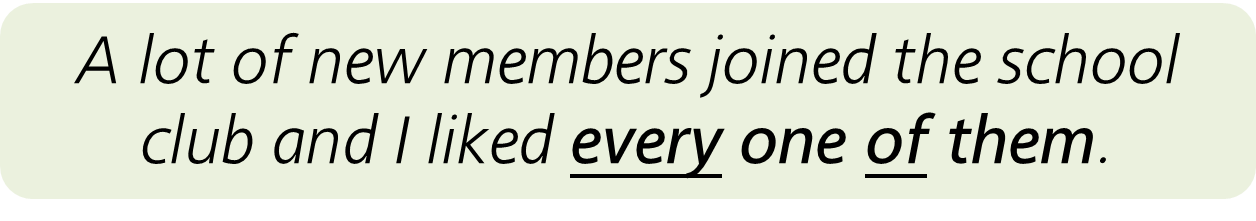 A lot of new members joined the school
club and I liked every one of them.